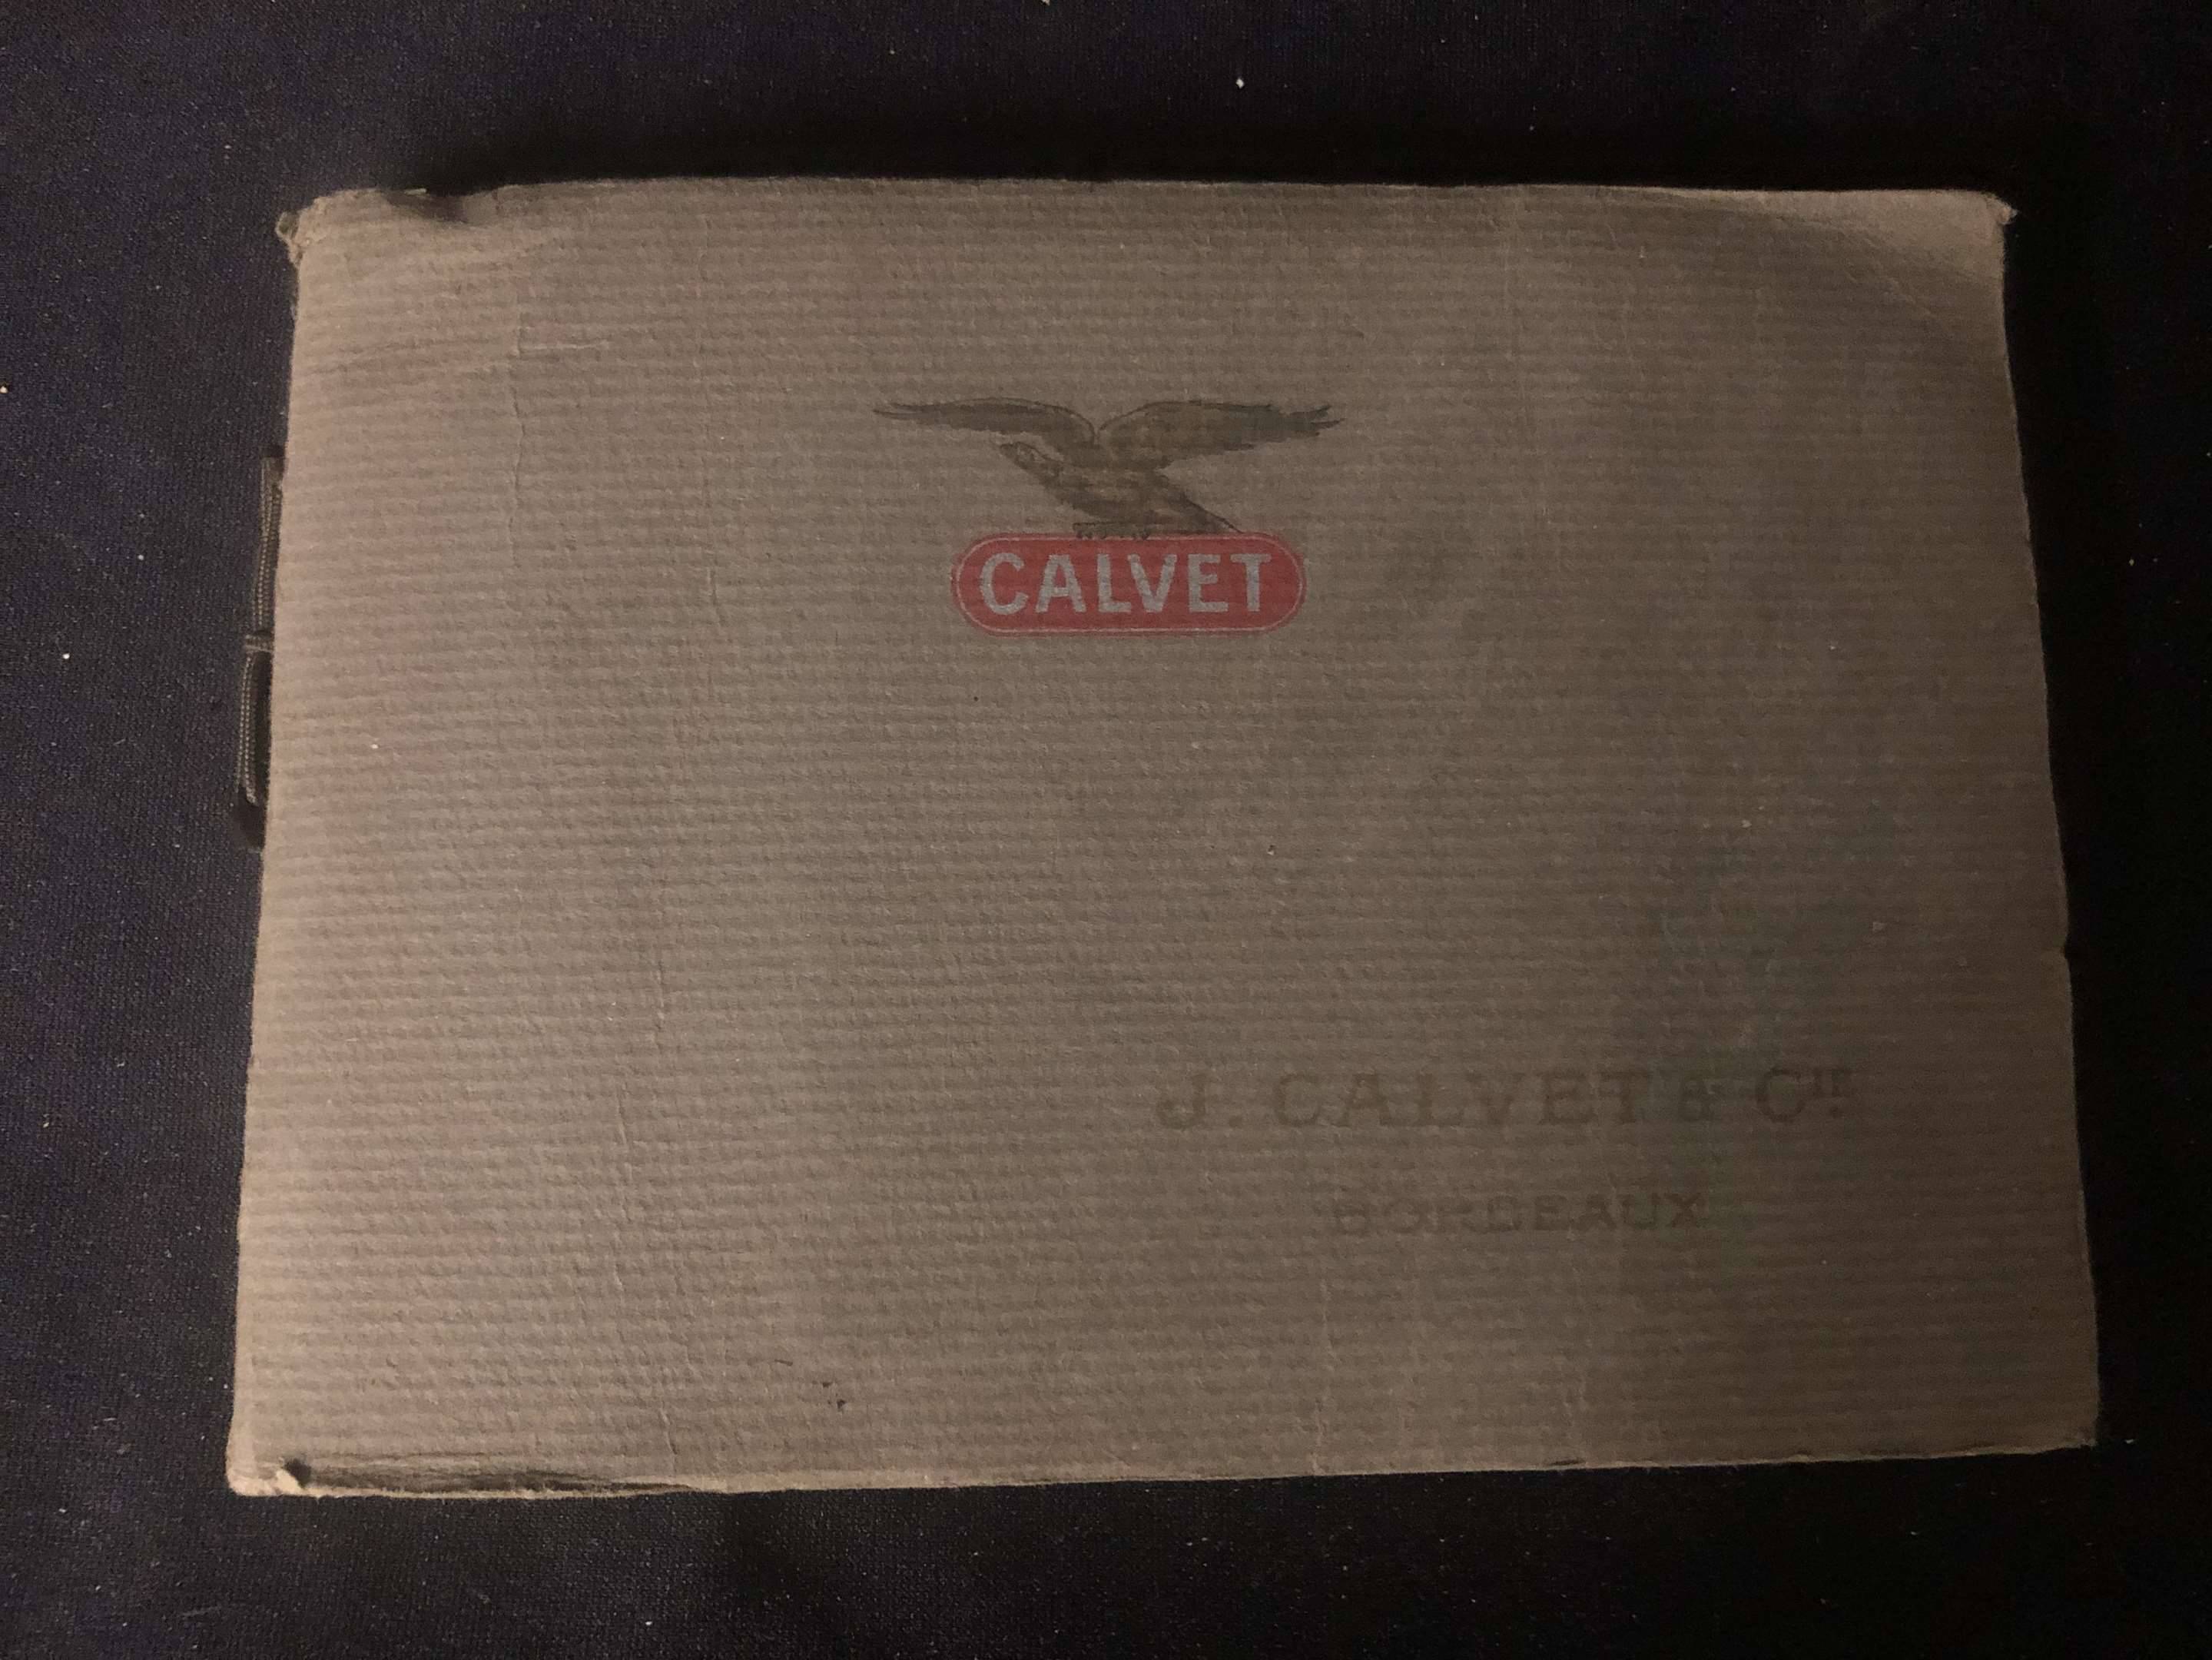 CALVET
J. CALVET & Cie
BORDEAUX